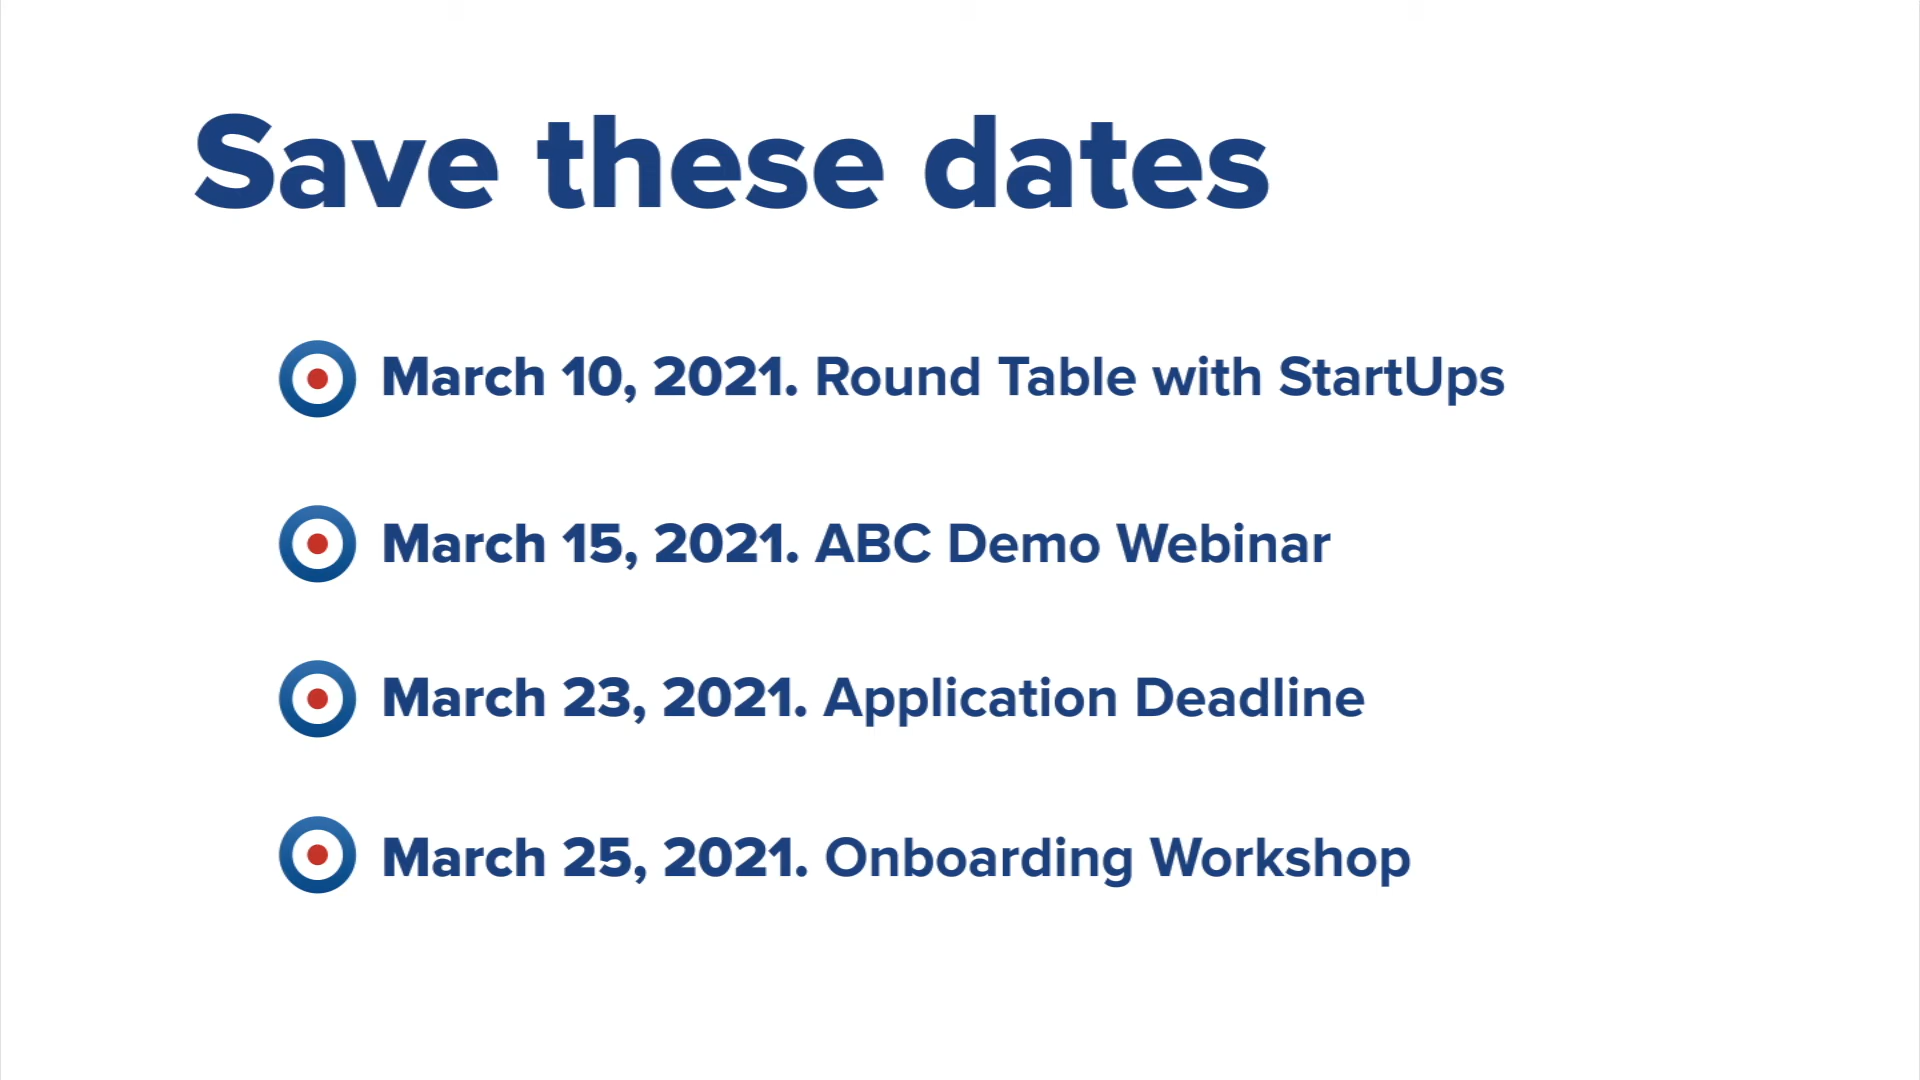 Save these dates
March 10, 2021. Round Table with StartUps
March 15, 2021. ABC Demo Webinar
March 23, 2021. Application Deadline
March 25, 2021. Onboarding Workshop